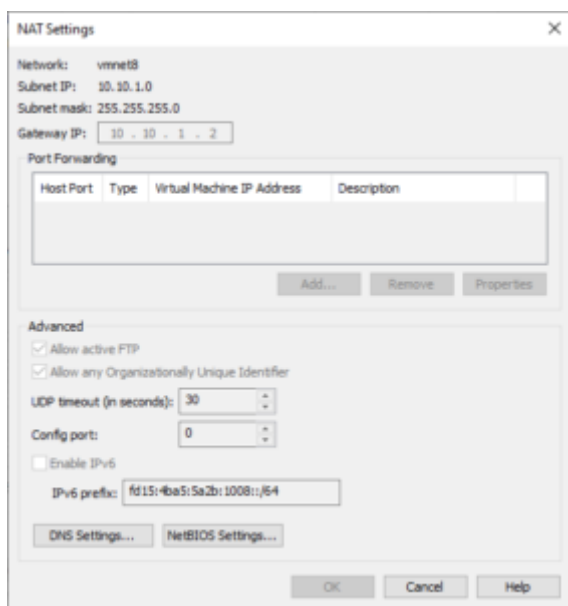 NAT Settings
Network: vmnet8
Subnet IP: 10.10.1.0
Subnet mask: 255.255.255.0
Gateway IP: 10 . 10 . 1 . 2
Port Forwarding
Host Port Type Virtual Machine IP Address Description
Add... Remove Properties
Advanced
Allow active FTP
Allow any Organizationally Unique Identifier
UDP timeout (in seconds): 30
Config port: 0
Enable IPv6
IPv6 prefix: fd15:4ba5:5a2b:1008::/64
DNS Settings... NetBIOS Settings...
OK Cancel Help